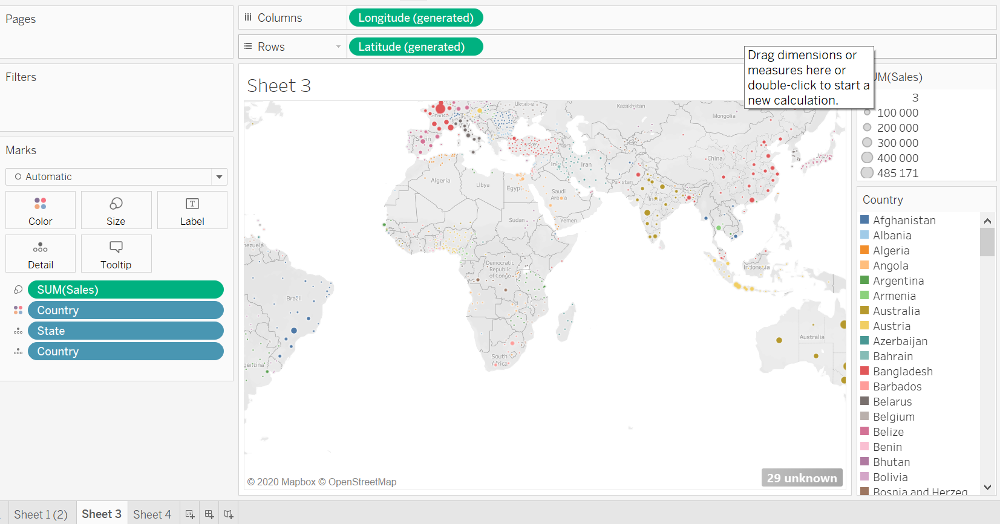 Pages
Columns
Longitude (generated)
Rows
Latitude (generated)
Filters
Marks
Automatic
Color
Size
Label
Detail
Tooltip
SUM(Sales)
Country
State
Country
Sheet 3
Drag dimensions or
measures here or
double-click to start a
new calculation.
France
Ukraine
Kazakhstan
Mongolia
Spain
China
Iran
Algeria
Libya
Egypt
Saudi
Arabia
Pakistan
India
Sudan
Yemen
Democratic
Republic
of Congo
Indonesia
Brazil
Australia
South
Africa
© 2020 Mapbox © OpenStreetMap
29 unknown
UM(Sales)
3
100 000
200 000
300 000
400 000
485 171
Country
Afghanistan
Albania
Algeria
Angola
Argentina
Armenia
Australia
Austria
Azerbaijan
Bahrain
Bangladesh
Barbados
Belarus
Belgium
Belize
Benin
Bhutan
Bolivia
Bosnia and Herzeg
Sheet 1 (2)
Sheet 3
Sheet 4